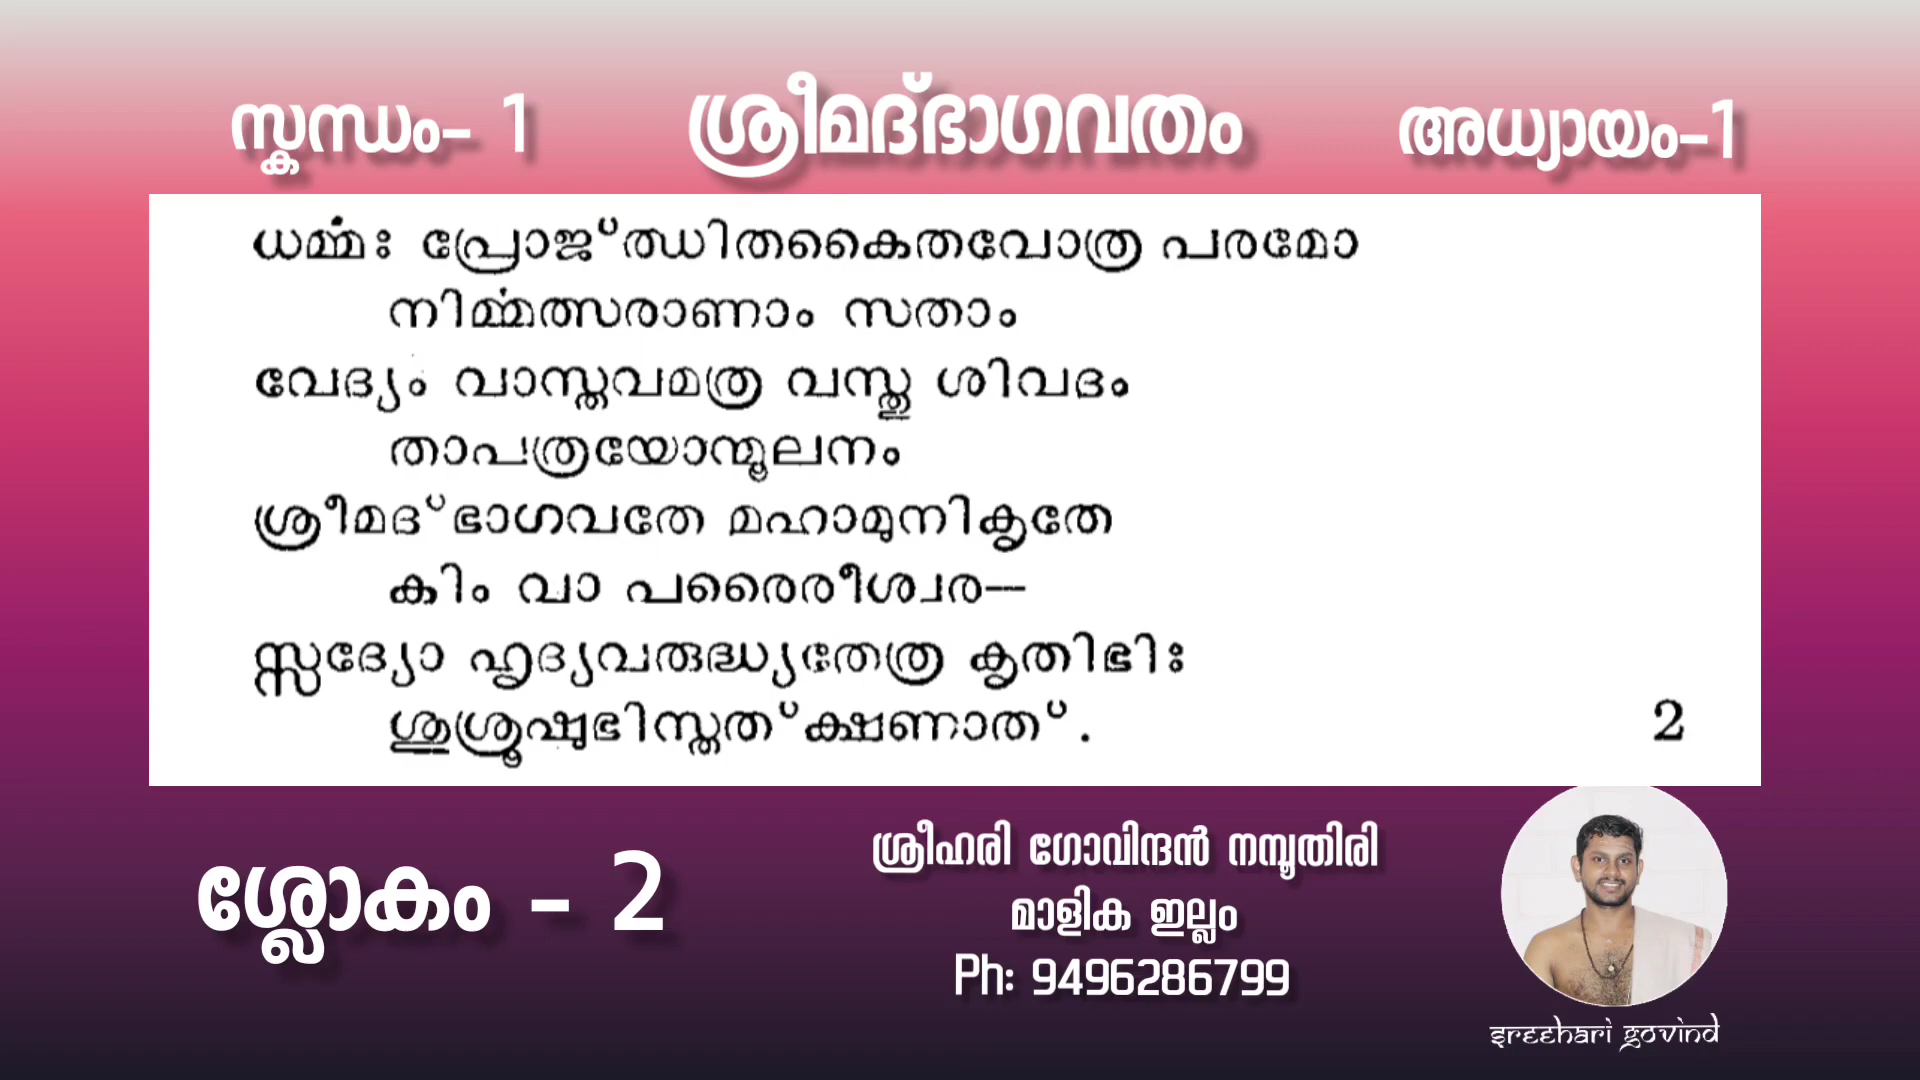 സ്കന്ധം- 1 ശ്രീമദ്ഭാഗവതം അധ്യായം-1
ധൎമ്മഃ പ്രോജ്ഝിതകൈതവോത്ര പരമോ
നിൎമ്മത്സരാണാം സതാം
വേദ്യം വാസ്തവമത്ര വസ്തു ശിവദം
താപത്രയോന്മൂലനം
ശ്രീമദ്ഭാഗവതേ മഹാമുനികൃതേ
കിം വാ പരൈരീശ്വര—
സ്സദ്യോ ഹൃദ്യവരുദ്ധ്യതേത്ര കൃതിഭിഃ
ശുശ്രൂഷുഭിസ്തത്ക്ഷണാത്. 2
ശ്ലോകം - 2
ശ്രീഹരി ഗോവിന്ദൻ നമ്പൂതിരി
മാളിക ഇല്ലം
Ph: 9496286799
sreehari govind